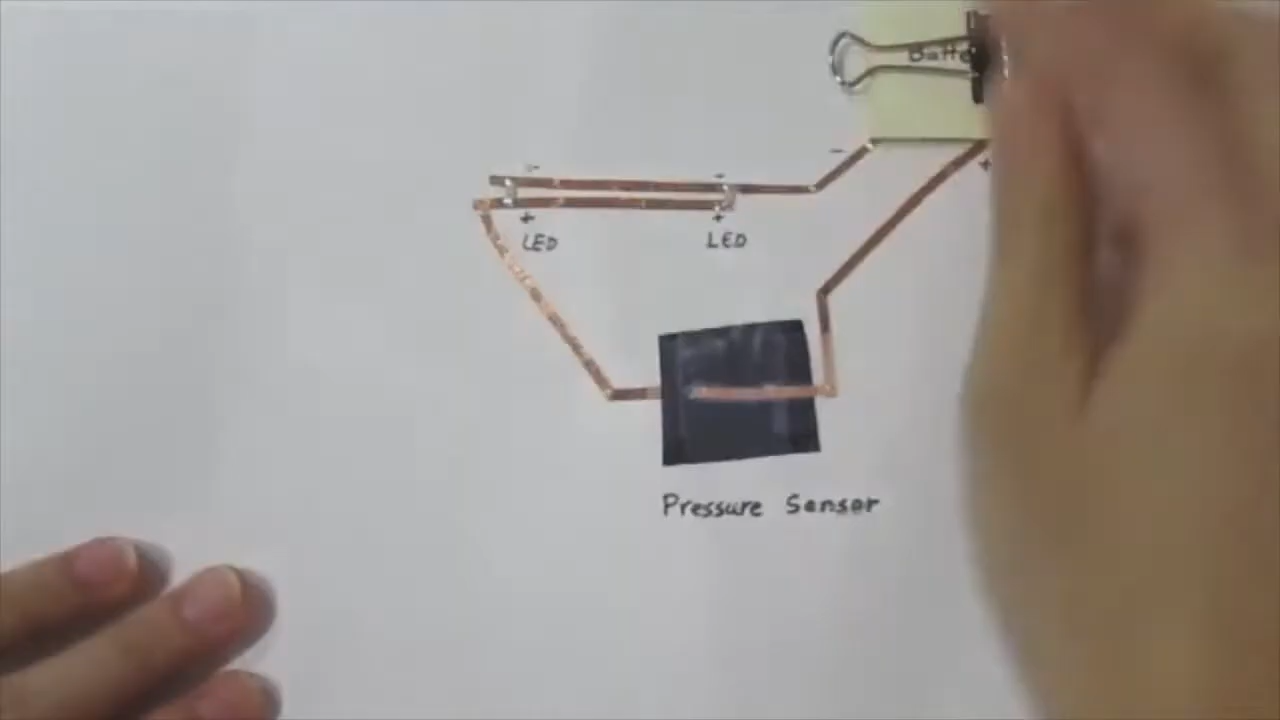 -
-
-
+
+
+
LED
LED
Pressure Sensor